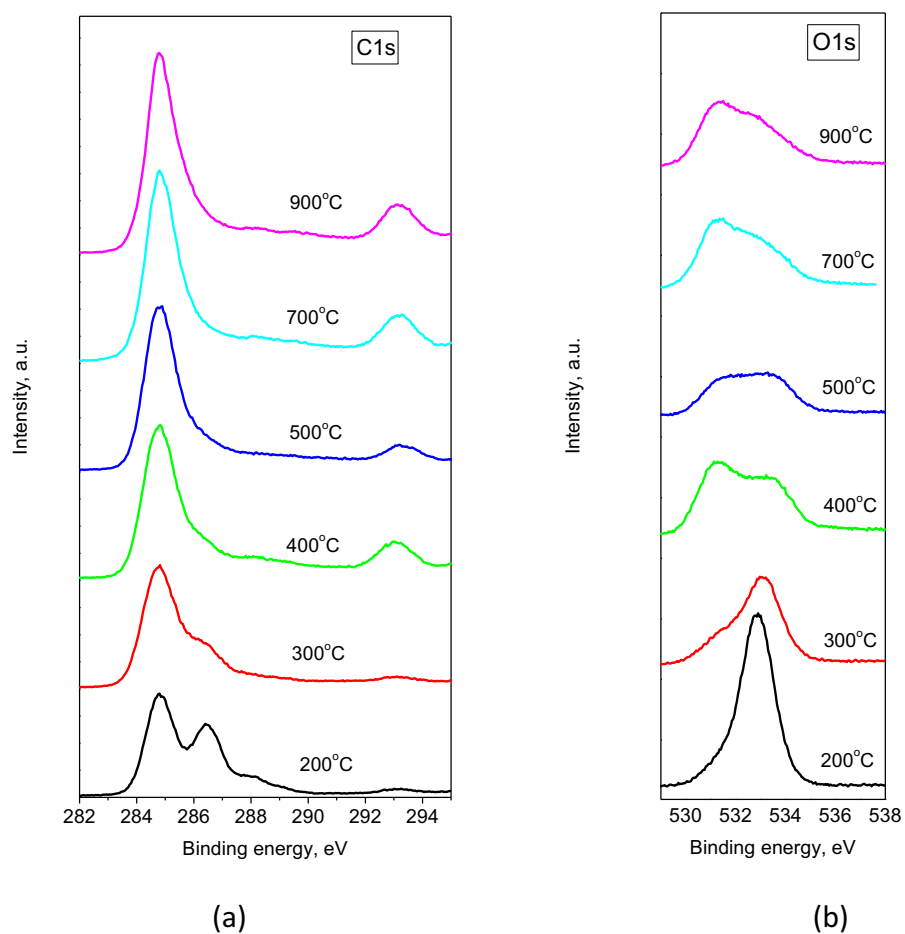 C1s
900°C
700°C
500°C
400°C
300°C
200°C
Intensity, a.u.
282 284 286 288 290 292 294
Binding energy, eV
(a)
O1s
900°C
700°C
500°C
400°C
300°C
200°C
Intensity, a.u.
530 532 534 536 538
Binding energy, eV
(b)